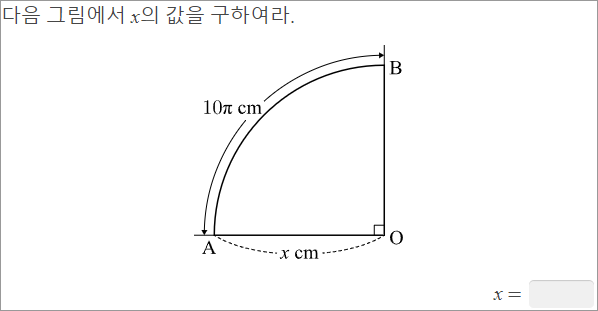 다음 그림에서 x의 값을 구하여라.
B
10π cm
A
O
x cm
x =